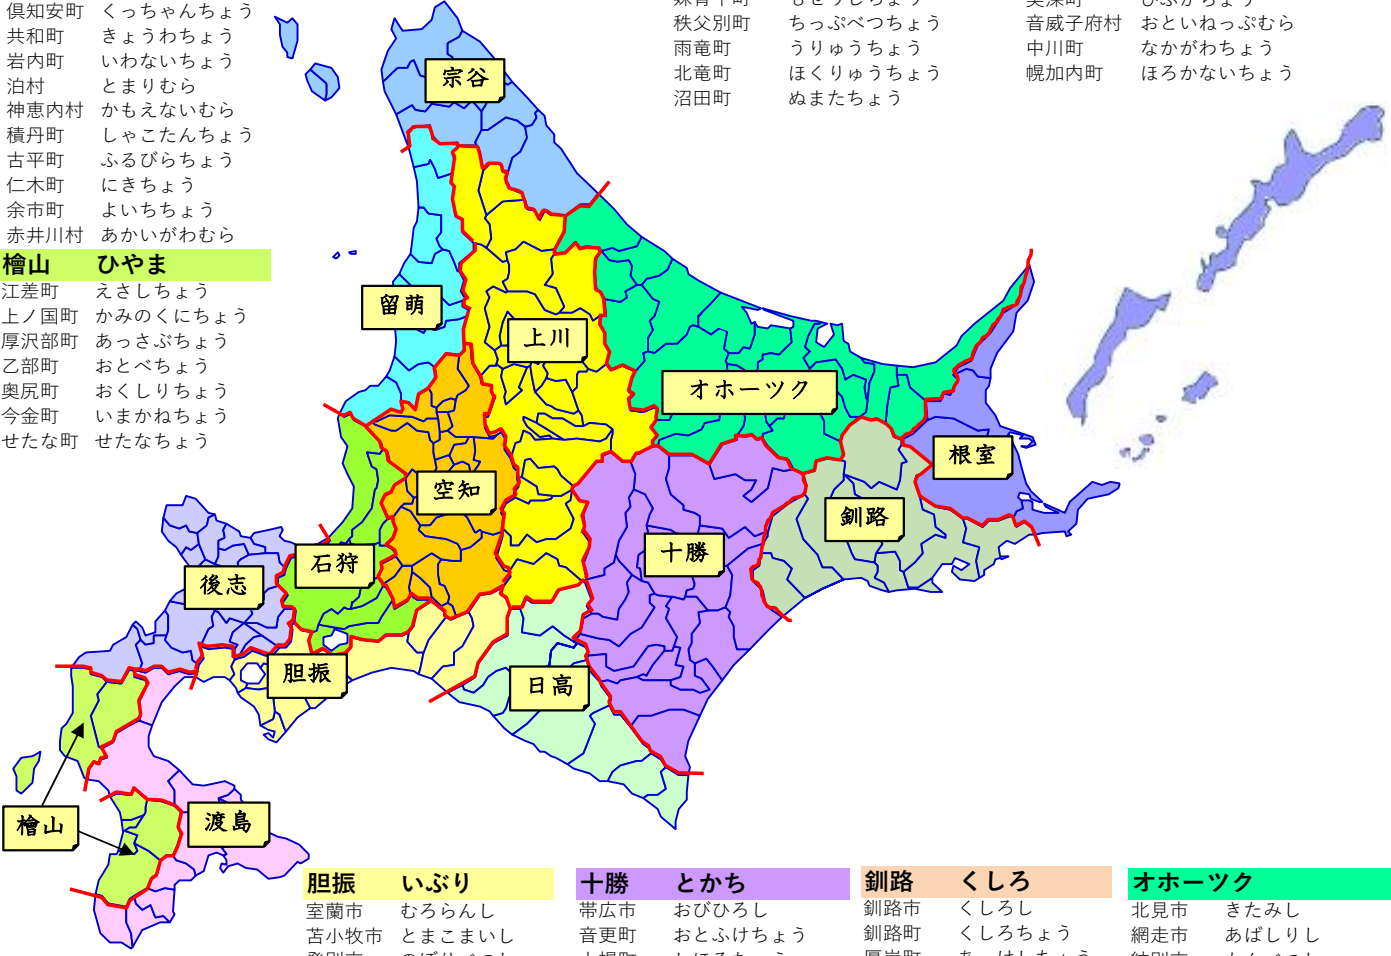 倶知安町 くっちゃんちょう
共和町 きょうわちょう
岩内町 いわないちょう
泊村 とまりむら
神恵内村 かもえないむら
積丹町 しゃこたんちょう
古平町 ふるびらちょう
仁木町 にきちょう
余市町 よいちちょう
赤井川村 あかいがわむら
檜山 ひやま
江差町 えさしちょう
上ノ国町 かみのくにちょう
厚沢部町 あっさぶちょう
乙部町 おとべちょう
奥尻町 おくしりちょう
今金町 いまかねちょう
せたな町 せたなちょう
秩父別町 ちっぷべつちょう
雨竜町 うりゅうちょう
北竜町 ほくりゅうちょう
沼田町 ぬまたちょう
音威子府村 おといねっぷむら
中川町 なかがわちょう
幌加内町 ほろかないちょう
宗谷
留萌
上川
オホーツク
根室
空知
釧路
石狩
十勝
後志
胆振
日高
檜山
渡島
胆振 いぶり
室蘭市 むろらんし
苫小牧市 とまこまいし
十勝 とかち
帯広市 おびひろし
音更町 おとふけちょう
釧路 くしろ
釧路市 くしろし
釧路町 くしろちょう
オホーツク
北見市 きたみし
網走市 あばしりし